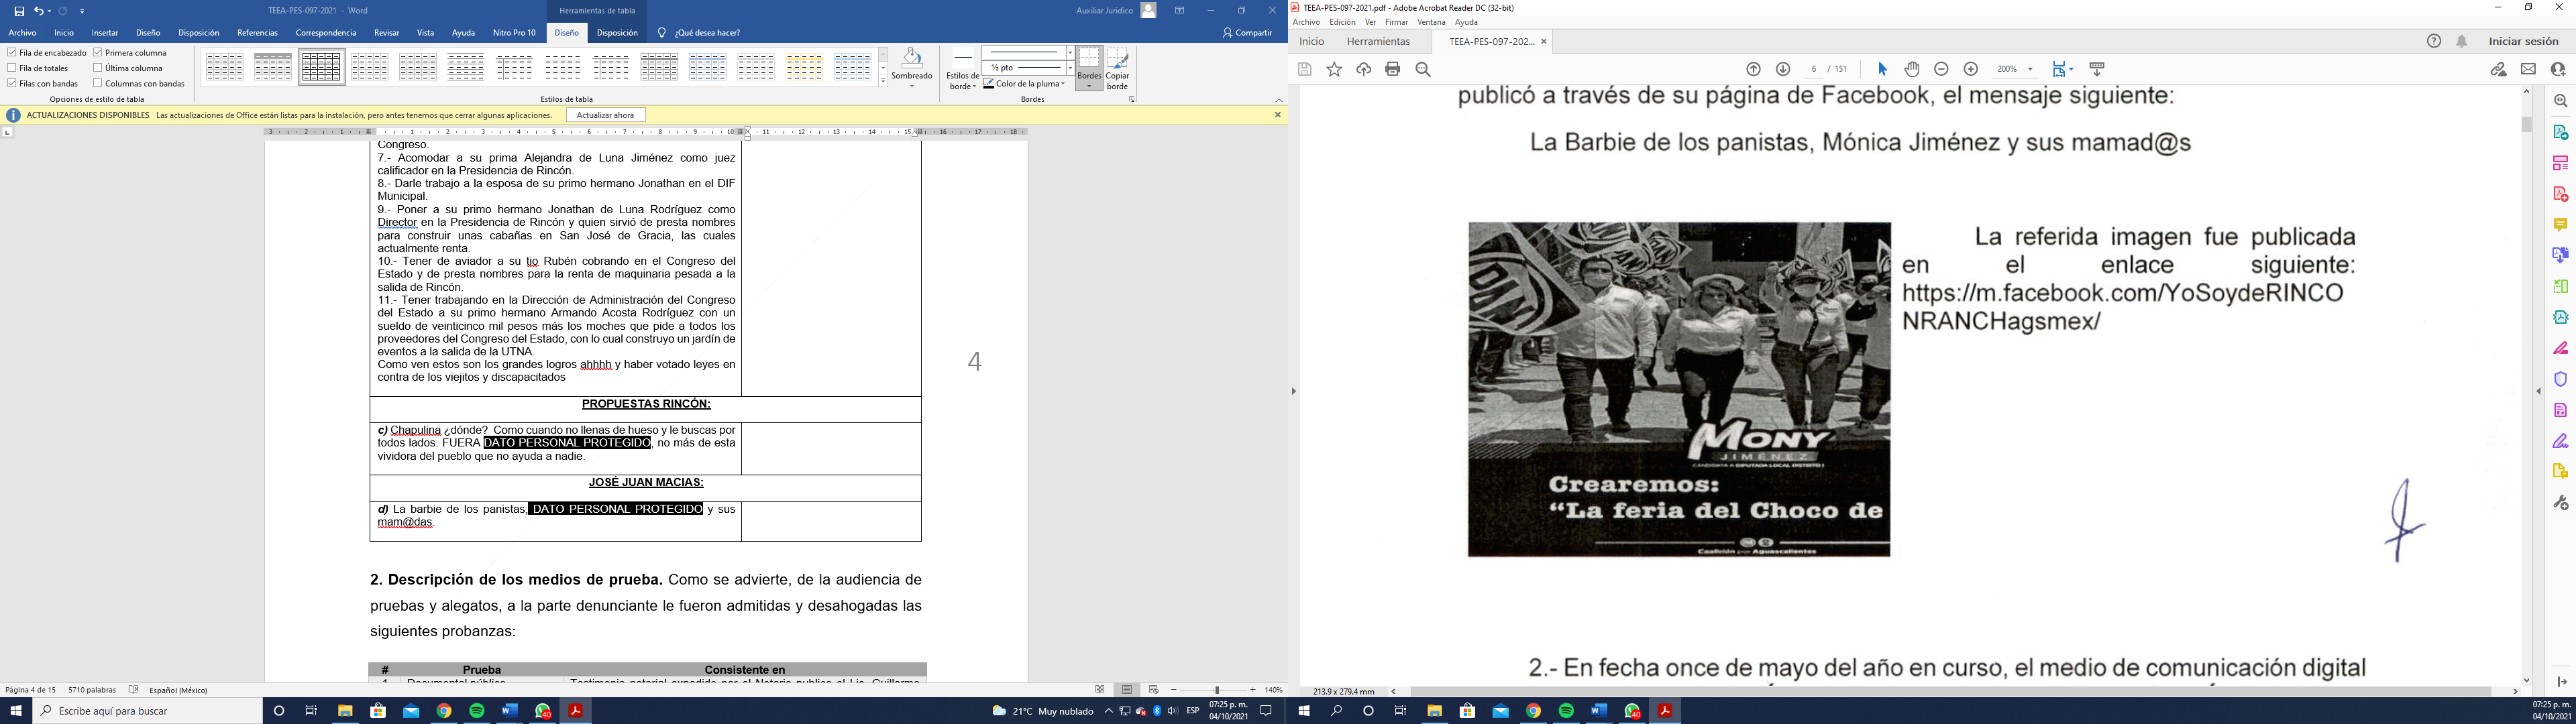 TEEA-PES-097-2021 - Word
Herramientas de tabla
Auxiliar Juridico
Archivo Inicio Insertar Diseño Disposición Referencias Correspondencia Revisar Vista Ayuda Nitro Pro 10 Diseño Disposición ¿Qué desea hacer? Compartir
Fila de encabezado Primera columna
Fila de totales Última columna
Filas con bandas Columnas con bandas
Opciones de estilo de tabla
Estilos de tabla
Sombreado
Estilos de borde
½ pto
Color de la pluma
Bordes
Copiar borde
Bordes
ACTUALIZACIONES DISPONIBLES Las actualizaciones de Office están listas para la instalación, pero antes tenemos que cerrar algunas aplicaciones. Actualizar ahora
Congreso.
7.- Acomodar a su prima Alejandra de Luna Jiménez como juez
calificador en la Presidencia de Rincón.
8.- Darle trabajo a la esposa de su primo hermano Jonathan en el DIF
Municipal.
9.- Poner a su primo hermano Jonathan de Luna Rodríguez como
Director en la Presidencia de Rincón y quien sirvió de presta nombres
para construir unas cabañas en San José de Gracia, las cuales
actualmente renta.
10.- Tener de aviador a su tio Rubén cobrando en el Congreso del
Estado y de presta nombres para la renta de maquinaria pesada a la
salida de Rincón.
11.- Tener trabajando en la Dirección de Administración del Congreso
del Estado a su primo hermano Armando Acosta Rodríguez con un
sueldo de veinticinco mil pesos más los moches que pide a todos los
proveedores del Congreso del Estado, con lo cual construyo un jardín de
eventos a la salida de la UTNA.
Como ven estos son los grandes logros ahhhh y haber votado leyes en
contra de los viejitos y discapacitados
4
PROPUESTAS RINCÓN:
c) Chapulina ¿dónde? Como cuando no llenas de hueso y le buscas por
todos lados. FUERA DATO PERSONAL PROTEGIDO, no más de esta
vividora del pueblo que no ayuda a nadie.
JOSÉ JUAN MACIAS:
d) La barbie de los panistas, DATO PERSONAL PROTEGIDO y sus
mam@das.
2. Descripción de los medios de prueba. Como se advierte, de la audiencia de
pruebas y alegatos, a la parte denunciante le fueron admitidas y desahogadas las
siguientes probanzas:
# Prueba Consistente en
Página 4 de 15 5710 palabras Español (México) 140%
Escribe aquí para buscar
40
21°C Muy nublado
ESP
07:25 p. m.
04/10/2021
TEEA-PES-097-2021.pdf - Adobe Acrobat Reader DC (32-bit)
Archivo Edición Ver Firmar Ventana Ayuda
Inicio Herramientas TEEA-PES-097-202... Iniciar sesión
6 / 151 200%
publicó a través de su página de Facebook, el mensaje siguiente:
La Barbie de los panistas, Mónica Jiménez y sus mamad@s
La referida imagen fue publicada
en el enlace siguiente:
https://m.facebook.com/YoSoydeRINCO
NRANCHagsmex/
MONY
JIMÉNEZ
CANDIDATA A DIPUTADA LOCAL DISTRITO I
Crearemos:
“La feria del Choco de
Coalición por Aguascalientes
2.- En fecha once de mayo del año en curso, el medio de comunicación digital
213.9 x 279.4 mm
40
07:25 p. m.
04/10/2021